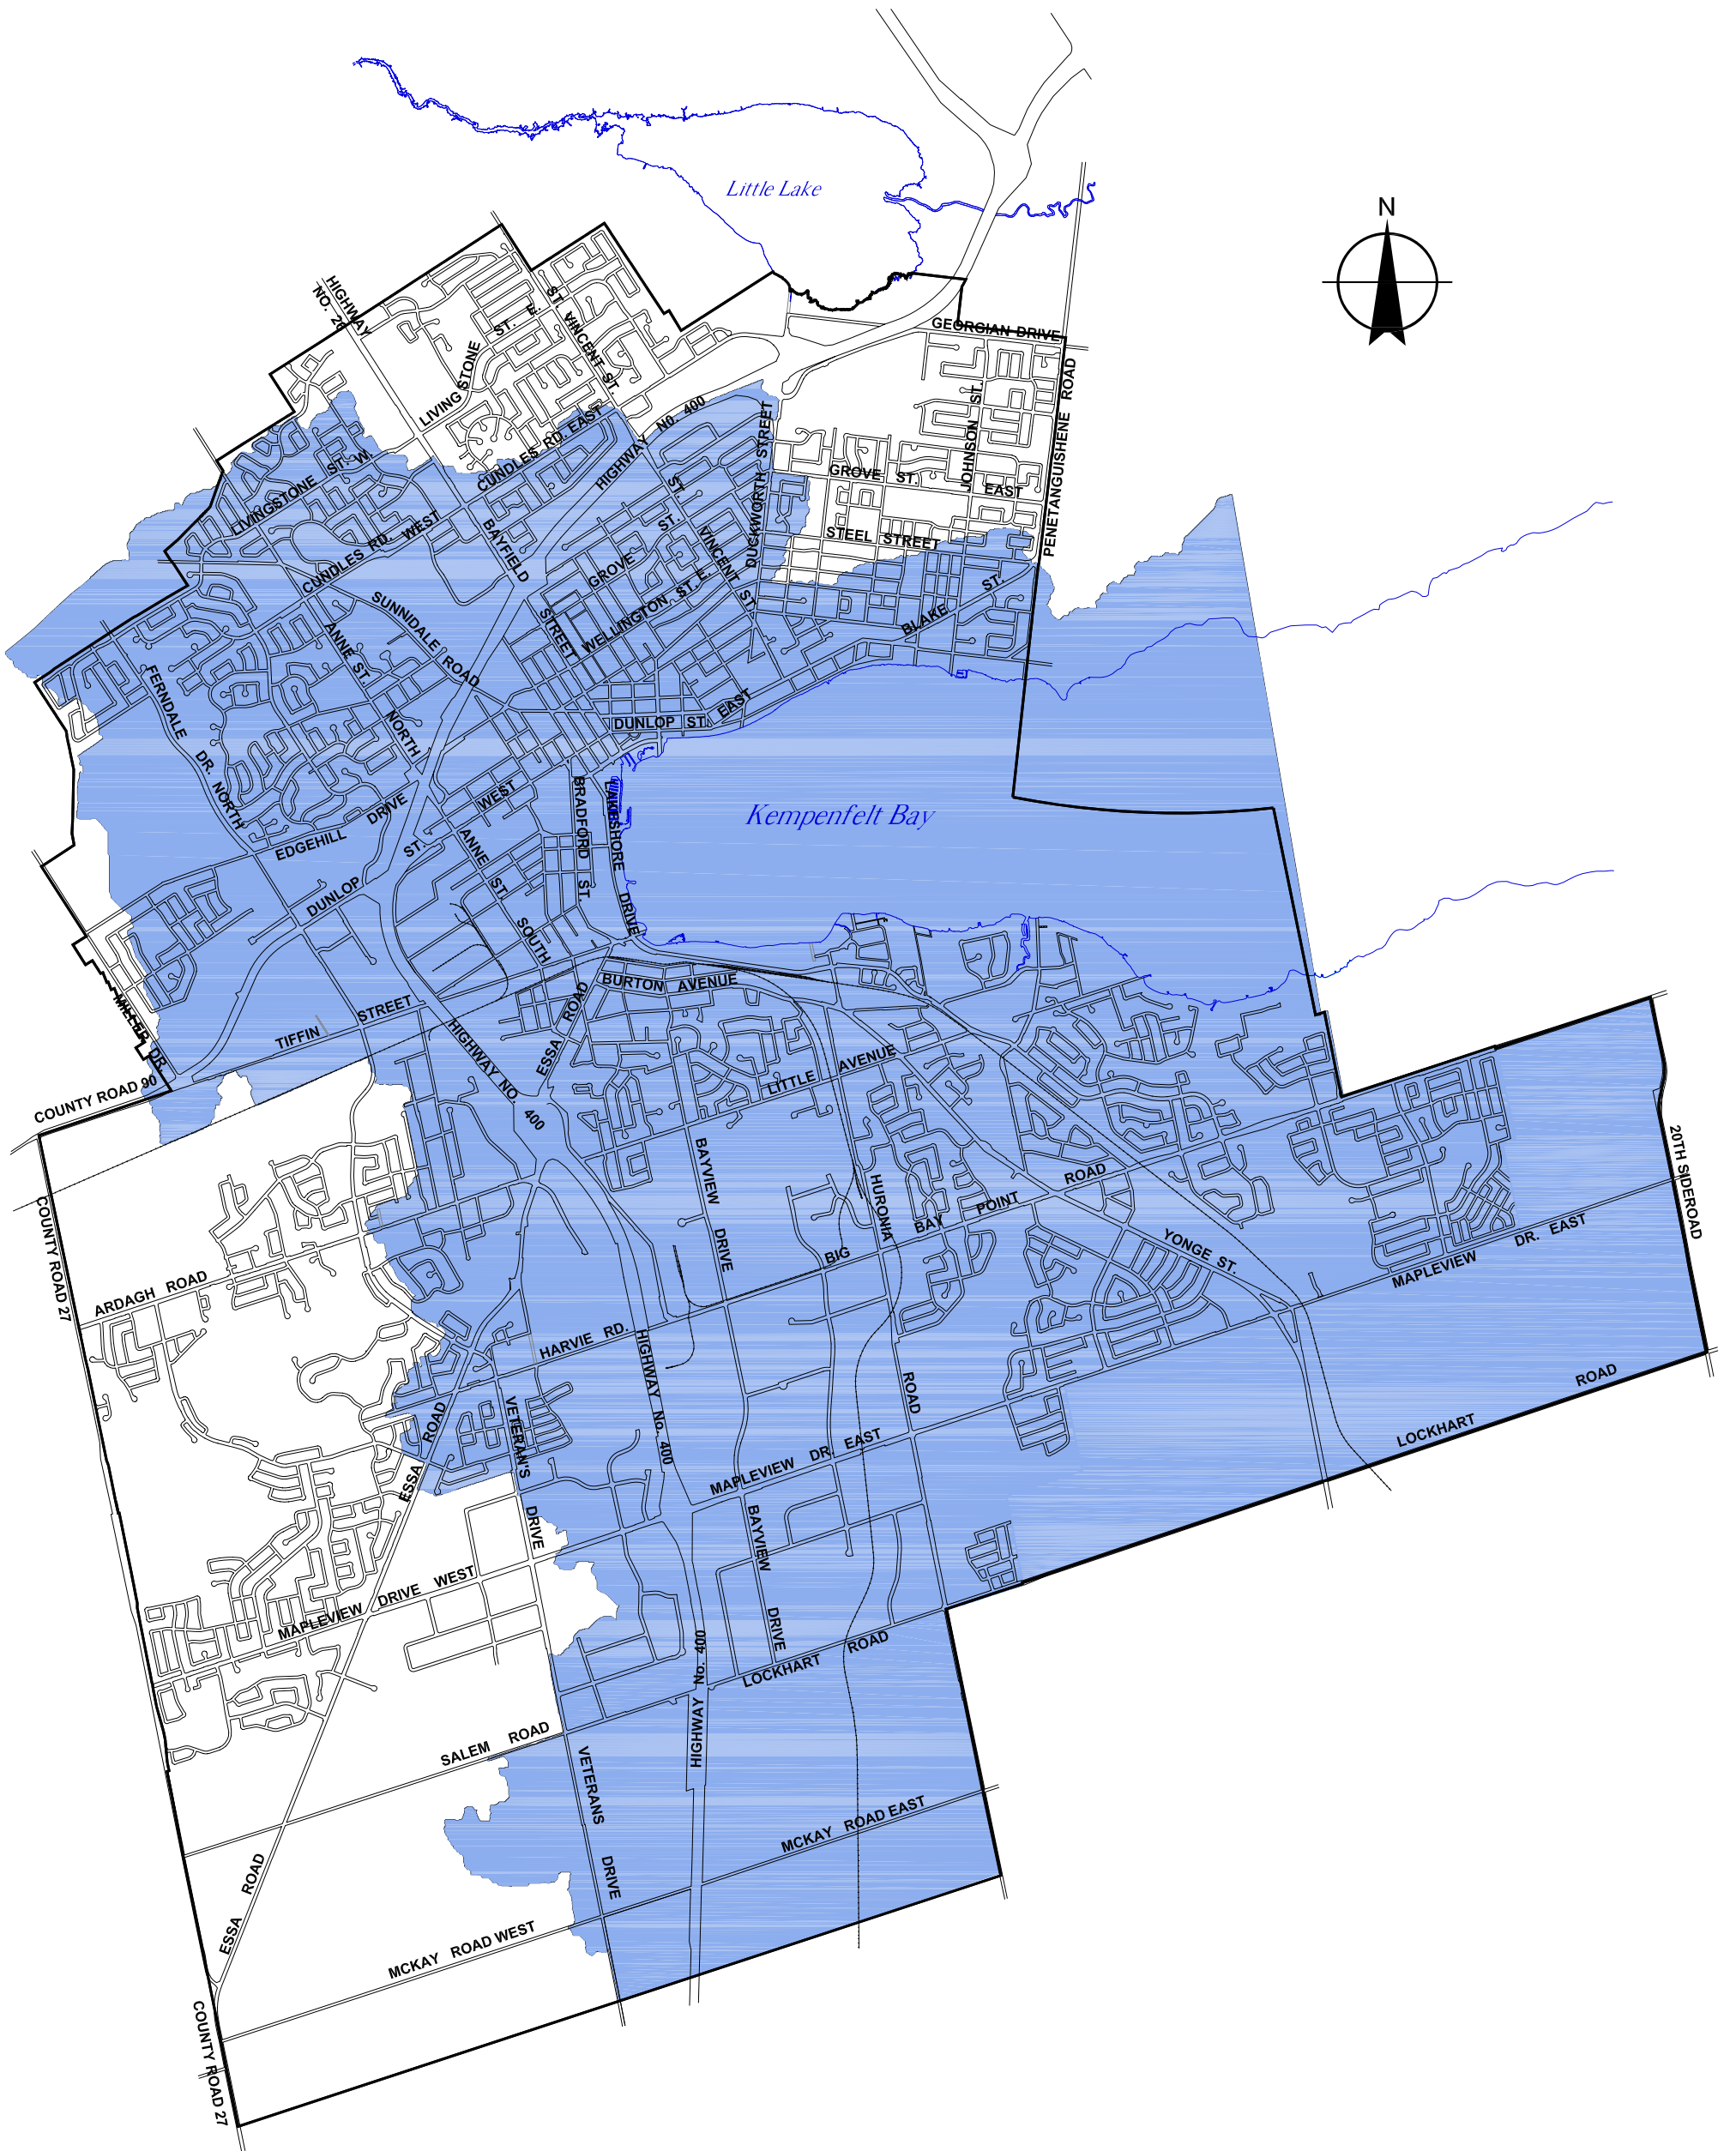 Little Lake
N
HIGHWAY
NO. 26
ST. VINCENT ST.
LIVINGSTONE ST. E.
GEORGIAN DRIVE
PENETANGUISHENE ROAD
JOHNSON ST.
CUNDLES RD. EAST
HIGHWAY No. 400
DUCKWORTH STREET
GROVE ST. EAST
STEEL STREET
LIVINGSTONE ST. W.
CUNDLES RD. WEST
BAYFIELD STREET
ST. VINCENT ST.
GROVE ST.
WELLINGTON ST. E.
BLAKE ST.
SUNNIDALE ROAD
ANNE ST. NORTH
FERNDALE DR. NORTH
DUNLOP ST. EAST
Kempenfelt Bay
EDGEHILL DRIVE
DUNLOP ST. WEST
BRADFORD ST.
LAKESHORE DRIVE
ANNE ST. SOUTH
MILLER DR.
TIFFIN STREET
BURTON AVENUE
ESSA ROAD
HIGHWAY NO. 400
LITTLE AVENUE
COUNTY ROAD 90
BAYVIEW DRIVE
HURONIA ROAD
BIG BAY POINT ROAD
YONGE ST.
20TH SIDEROAD
MAPLEVIEW DR. EAST
COUNTY ROAD 27
ARDAGH ROAD
HARVIE RD.
HIGHWAY No. 400
ESSA ROAD
VETERAN'S DRIVE
MAPLEVIEW DR. EAST
LOCKHART ROAD
BAYVIEW DRIVE
MAPLEVIEW DRIVE WEST
LOCKHART ROAD
HIGHWAY No. 400
SALEM ROAD
VETERANS DRIVE
MCKAY ROAD EAST
ESSA ROAD
MCKAY ROAD WEST
COUNTY ROAD 27